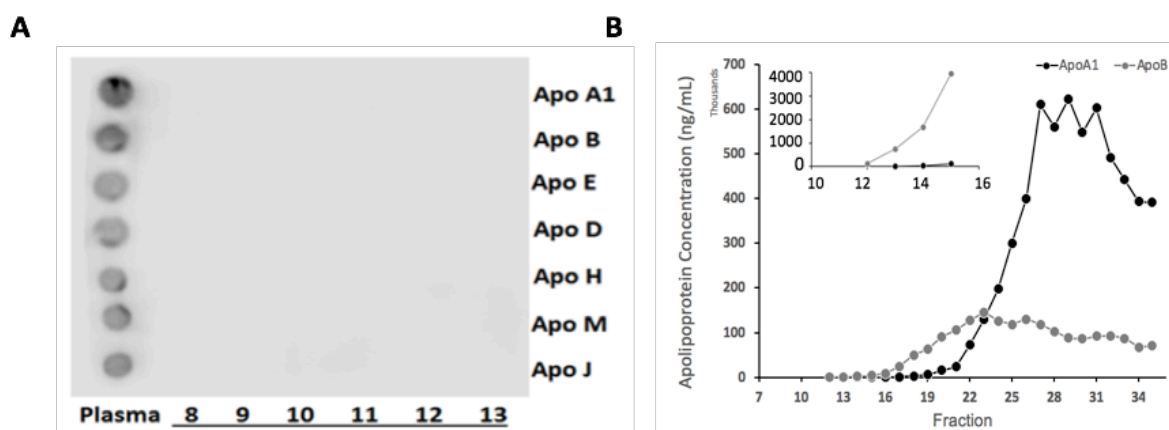 A
Apo A1
Apo B
Apo E
Apo D
Apo H
Apo M
Apo J
Plasma 8 9 10 11 12 13
B
ApoA1 ApoB
Apolipoprotein Concentration (ng/mL)
Thousands
700
600
500
400
300
200
100
0
4000
3000
2000
1000
0
10 12 14 16
7 10 13 16 19 22 25 28 31 34
Fraction